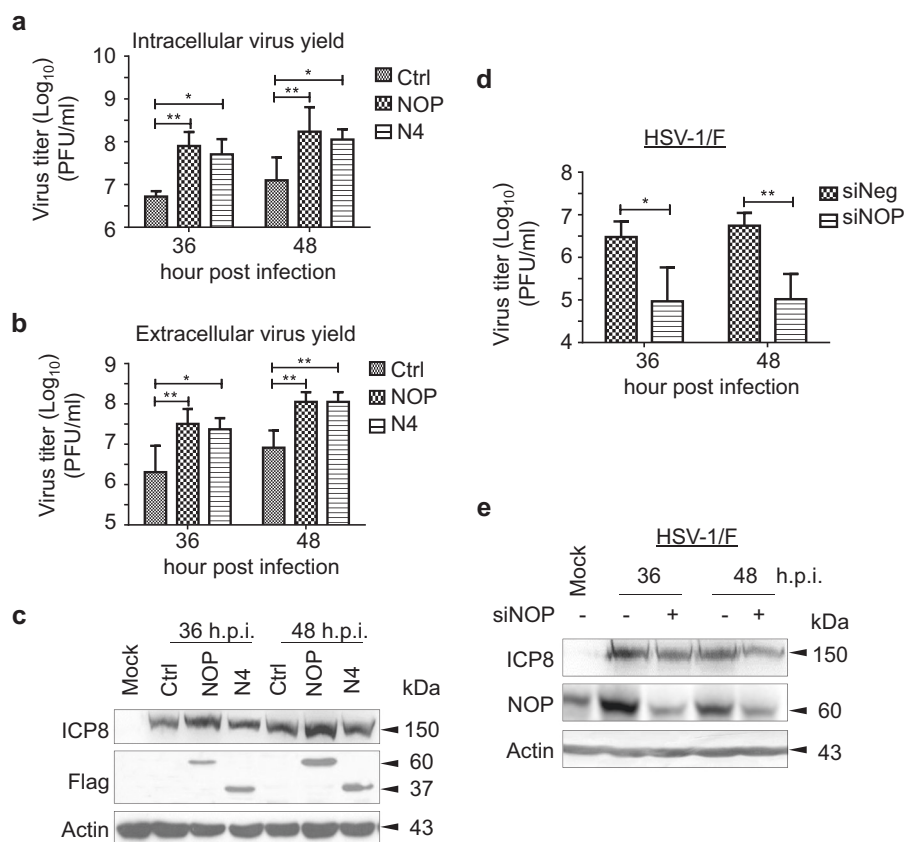 a
Intracellular virus yield
Virus titer (Log10)
(PFU/ml)
10
9
8
7
6
* ** * **
Ctrl
NOP
N4
36 48
hour post infection
b
Extracellular virus yield
Virus titer (Log10)
(PFU/ml)
9
8
7
6
5
* ** ** **
Ctrl
NOP
N4
36 48
hour post infection
c
36 h.p.i. 48 h.p.i.
Mock Ctrl NOP N4 Ctrl NOP N4 kDa
ICP8 150
Flag 60
37
Actin 43
d
HSV-1/F
Virus titer (Log10)
(PFU/ml)
7
6
5
4
* **
siNeg
siNOP
36 48
hour post infection
e
HSV-1/F
Mock 36 48 h.p.i.
siNOP - - + - + kDa
ICP8 150
NOP 60
Actin 43